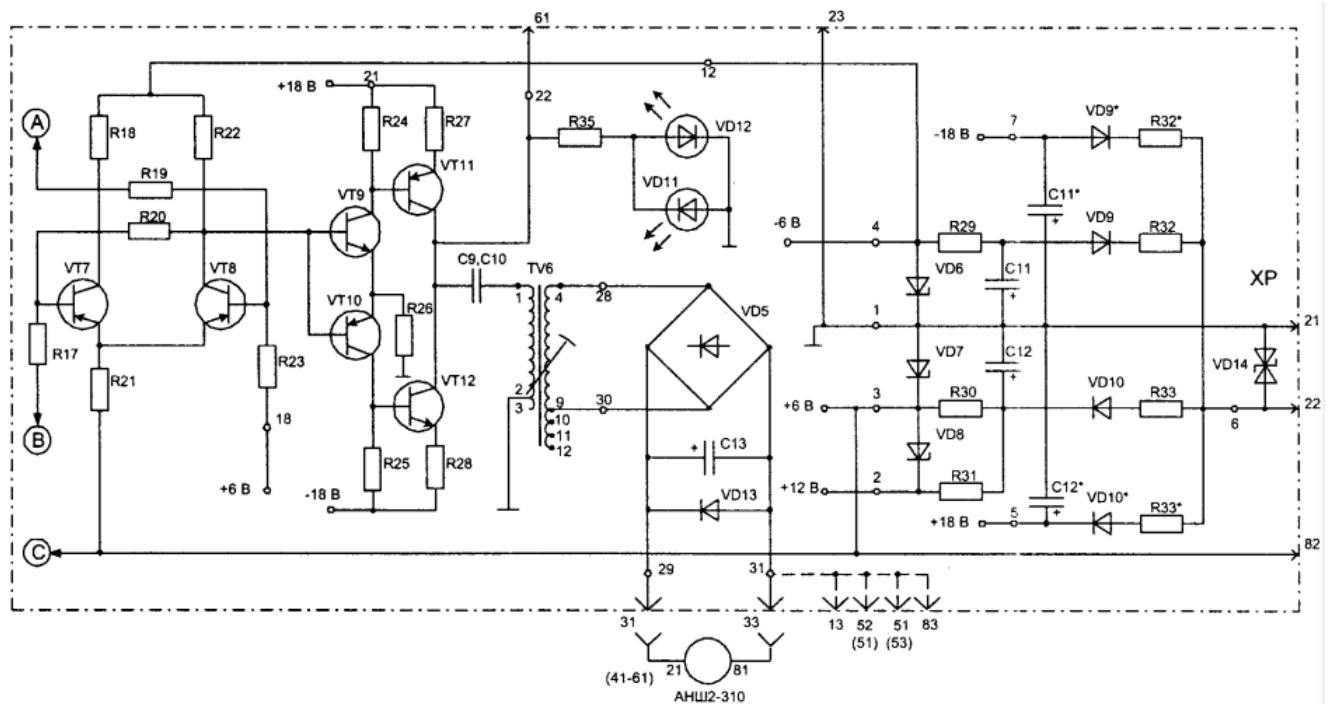 61
23
12
+18 В
21
22
A
R18
R22
R24
R27
R35
VD12
7
VD9*
R32*
-18 В
VT11
R19
VD11
C11*
R20
VT9
-6 В
4
R29
VD9
R32
VT7
VT8
C9,C10
TV6
1
4
28
VD6
C11
+
XP
VT10
R26
VD5
1
21
R17
R23
R21
VT12
2
3
VD7
C12
+
VD14
9
30
10
11
12
+6 В
3
R30
VD10
R33
22
6
B
18
+6 В
R25
R28
+
C13
VD8
+12 В
2
R31
C12*
+
VD10*
R33*
-18 В
VD13
+18 В
5
C
82
29
31
31
33
13
52
51
83
(51)
(53)
21
81
(41-61)
АНШ2-310
+